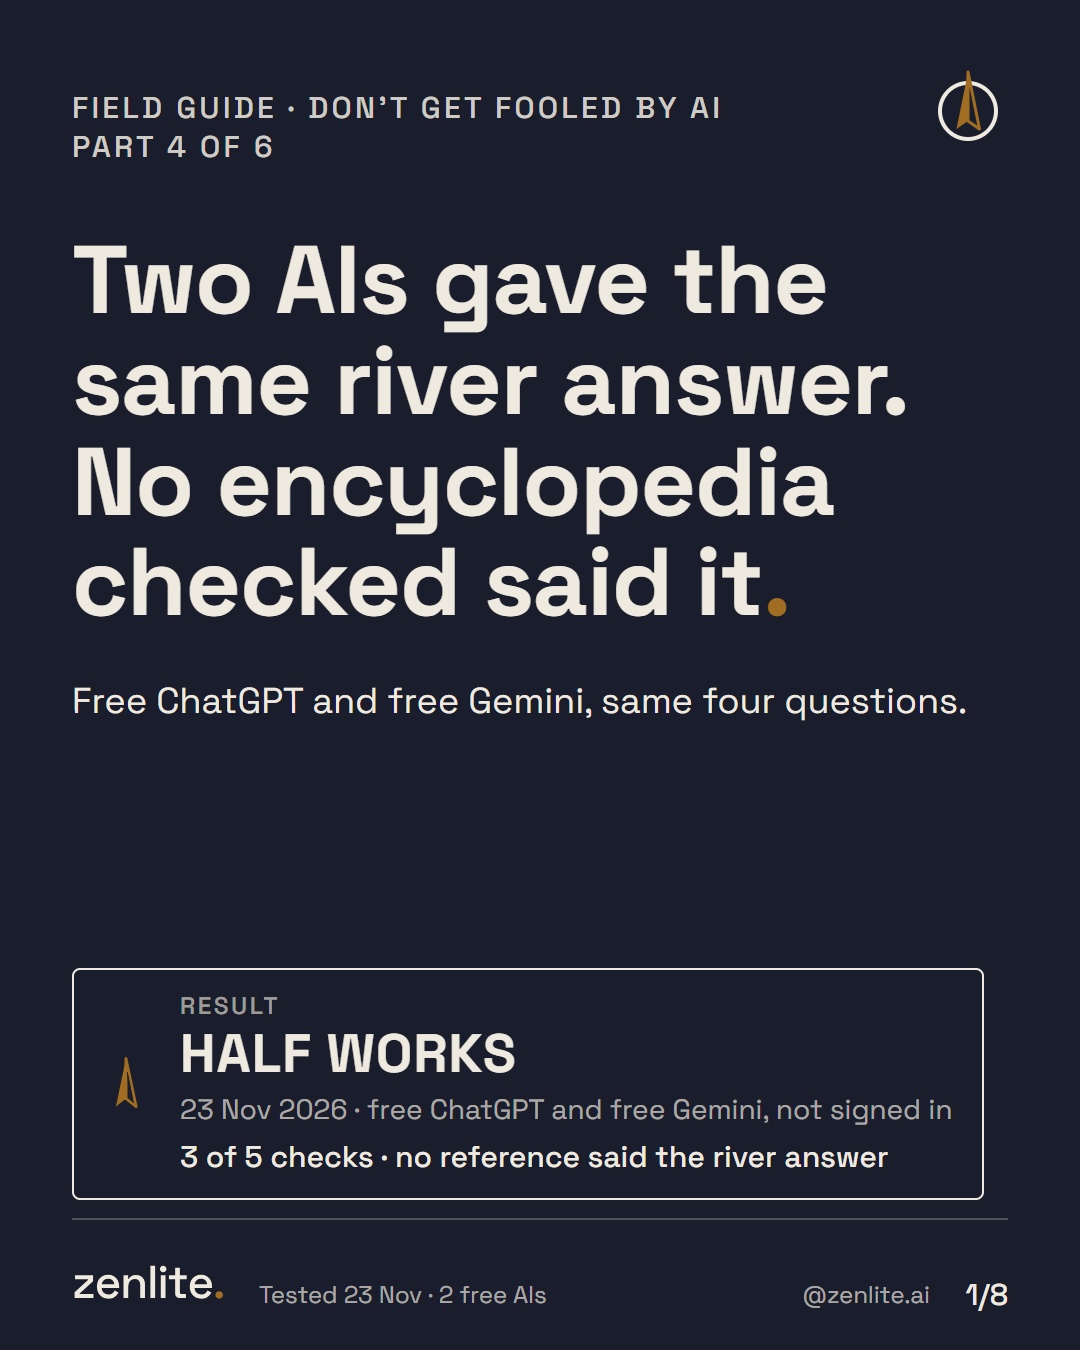 FIELD GUIDE · DON’T GET FOOLED BY AI
PART 4 OF 6
Two AIs gave the
same river answer.
No encyclopedia
checked said it.
Free ChatGPT and free Gemini, same four questions.
RESULT
HALF WORKS
23 Nov 2026 · free ChatGPT and free Gemini, not signed in
3 of 5 checks · no reference said the river answer
zenlite.
Tested 23 Nov · 2 free AIs
@zenlite.ai
1/8